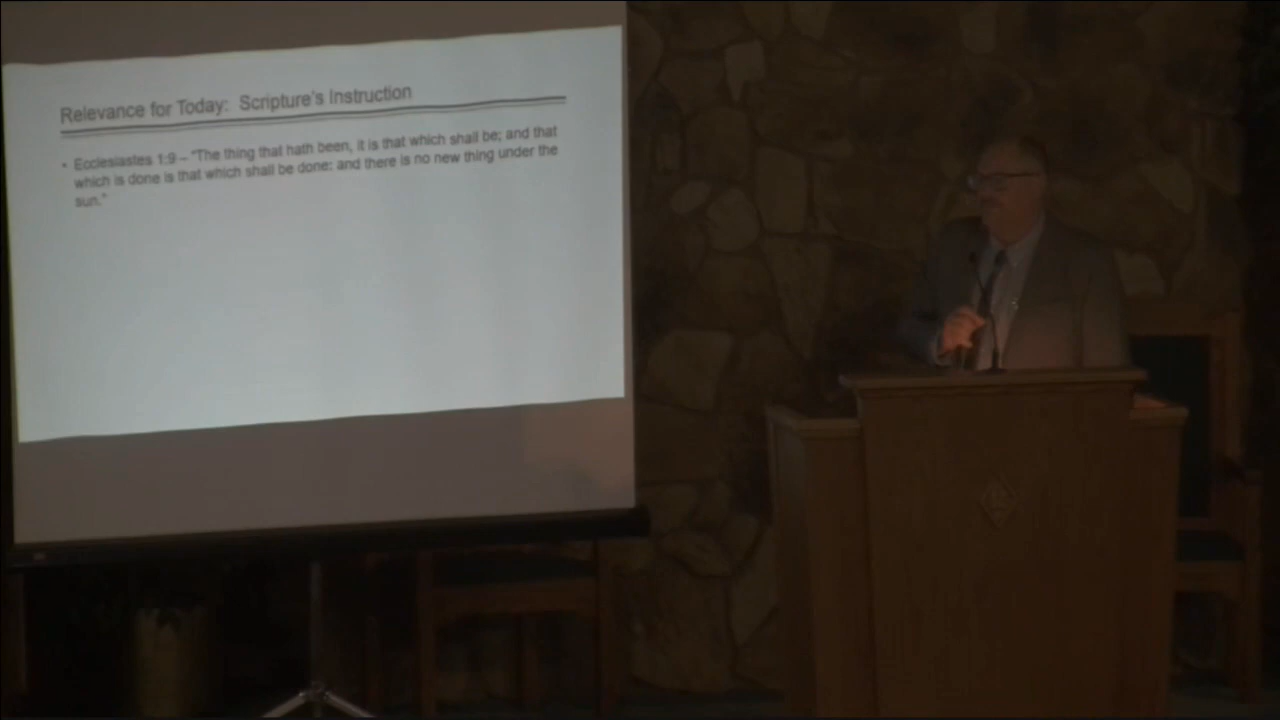 Relevance for Today: Scripture's Instruction
• Ecclesiastes 1:9 – "The thing that hath been, it is that which shall be; and that
which is done is that which shall be done: and there is no new thing under the
sun."